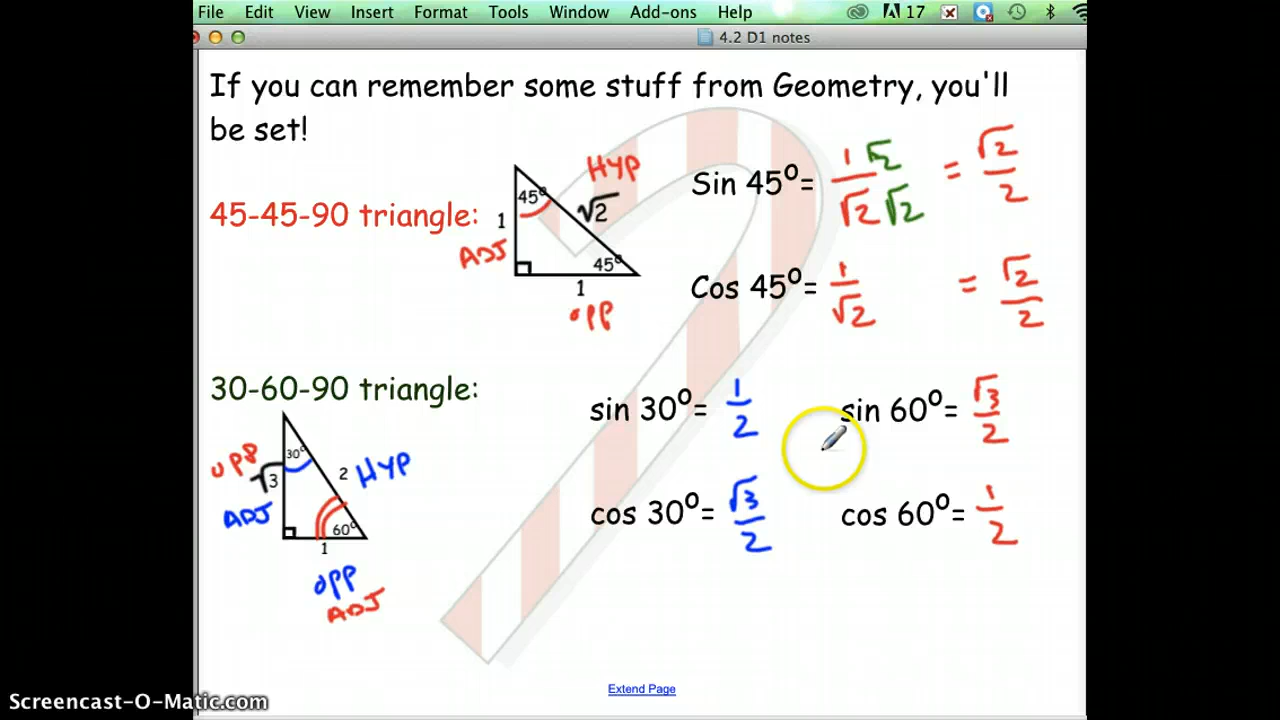 File Edit View Insert Format Tools Window Add-ons Help 17
4.2 D1 notes
If you can remember some stuff from Geometry, you'll
be set!
45-45-90 triangle:
45°
HYP
√2
1
ADJ
45°
1
OPP
Sin 45°= 1 √2 / √2 √2 = √2 / 2
Cos 45°= 1 / √2 = √2 / 2
30-60-90 triangle:
30°
OPP
√3
ADJ
2 HYP
60°
1
OPP
ADJ
sin 30°= 1 / 2
sin 60°= √3 / 2
cos 30°= √3 / 2
cos 60°= 1 / 2
Extend Page
Screencast-O-Matic.com